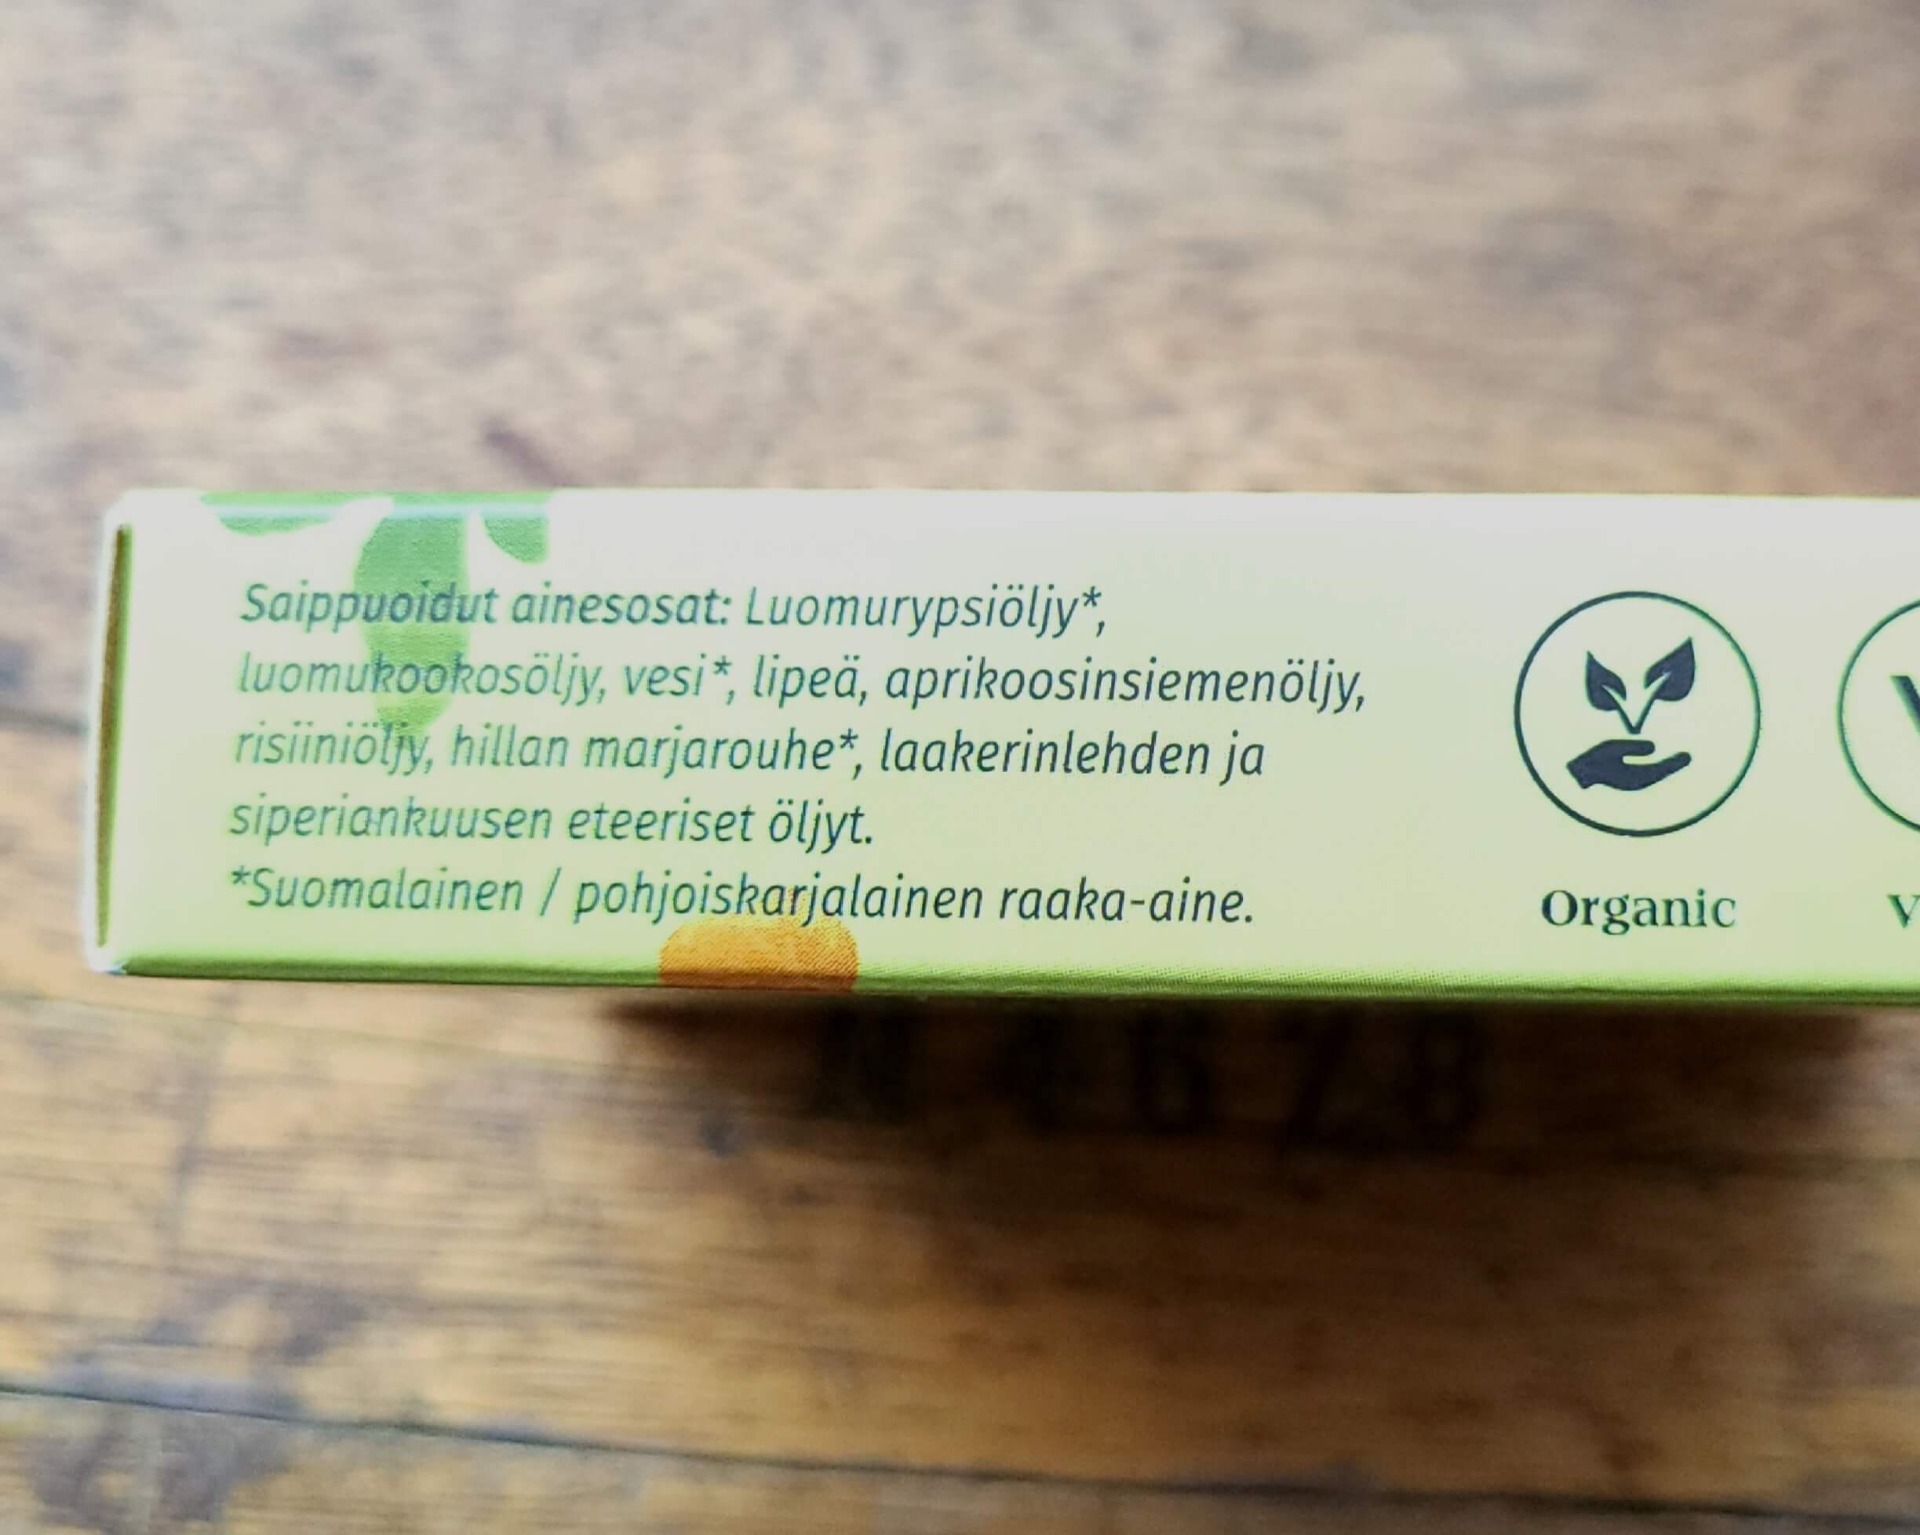 Saippuoidut ainesosat: Luomurypsiöljy*,
luomukookosöljy, vesi*, lipeä, aprikoosinsiemenöljy,
risiiniöljy, hillan marjarouhe*, laakerinlehden ja
siperiankuusen eteeriset öljyt.
*Suomalainen / pohjoiskarjalainen raaka-aine.
Organic